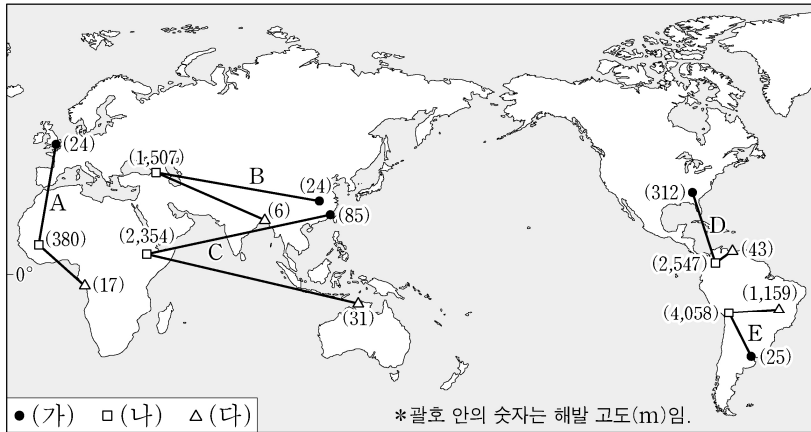 (24)
(1,507)
B
(24)
A
(6)
(85)
(312)
(380)
(2,354)
C
D
(43)
(2,547)
0°
(17)
(1,159)
(31)
(4,058)
E
(25)
●(가) □(나) △(다)
*괄호 안의 숫자는 해발 고도(m)임.